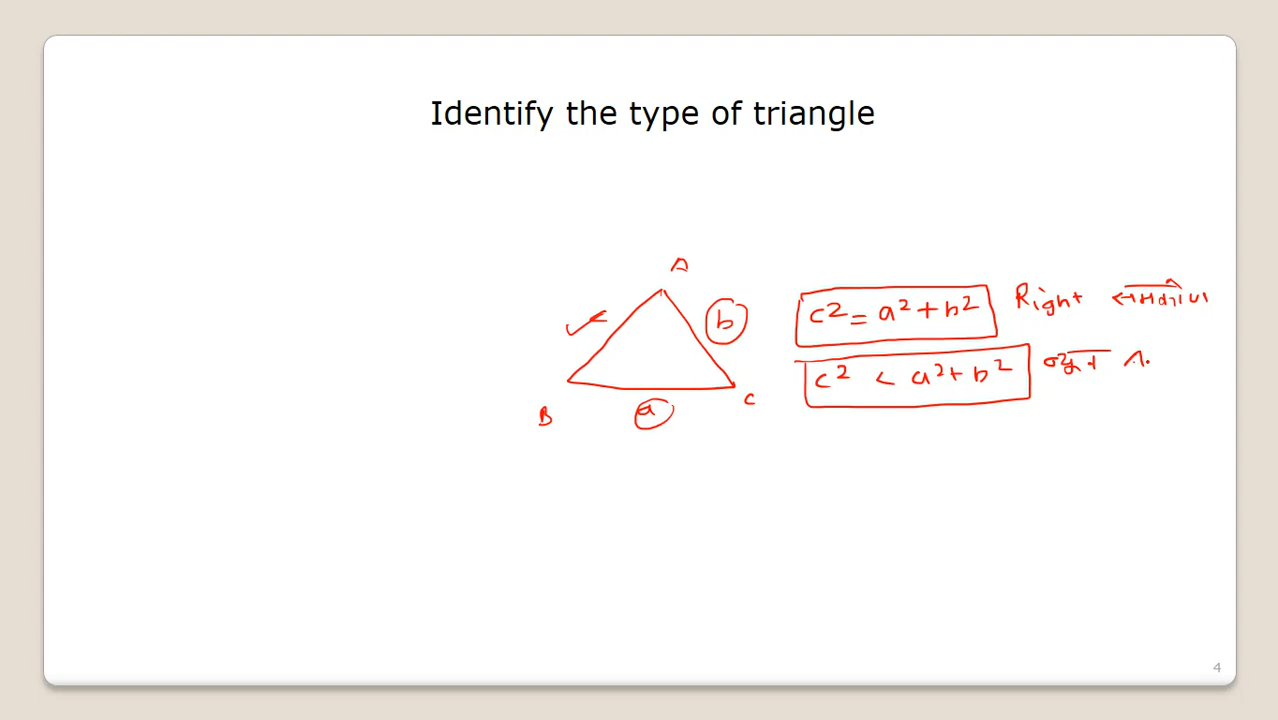 Identify the type of triangle
A
c² = a² + b² Right
b
c² < a² + b²
a
B
C
4